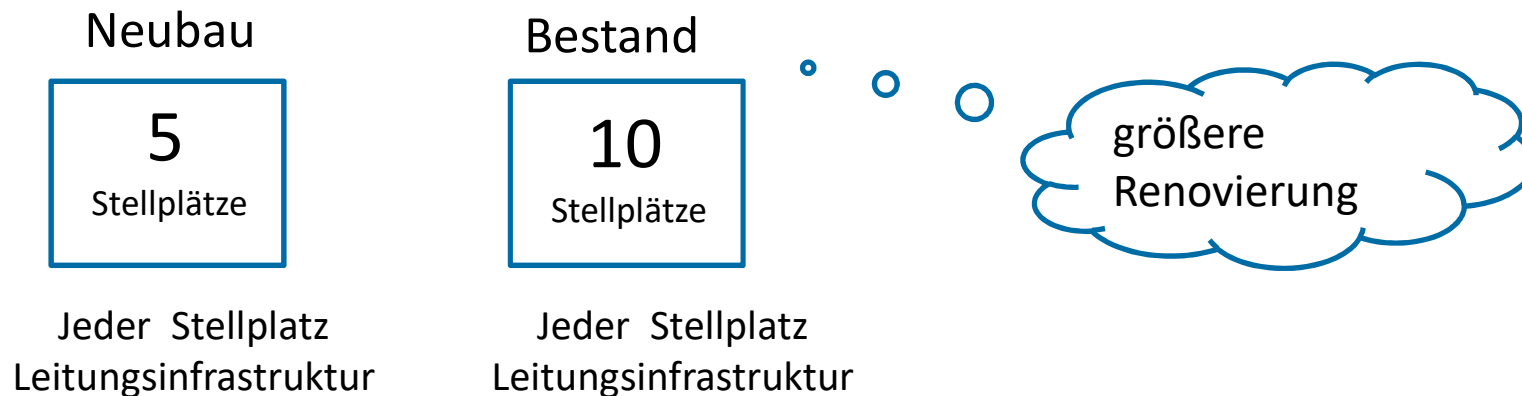 Neubau
5
Stellplätze
Jeder Stellplatz
Leitungsinfrastruktur
Bestand
10
Stellplätze
Jeder Stellplatz
Leitungsinfrastruktur
größere
Renovierung